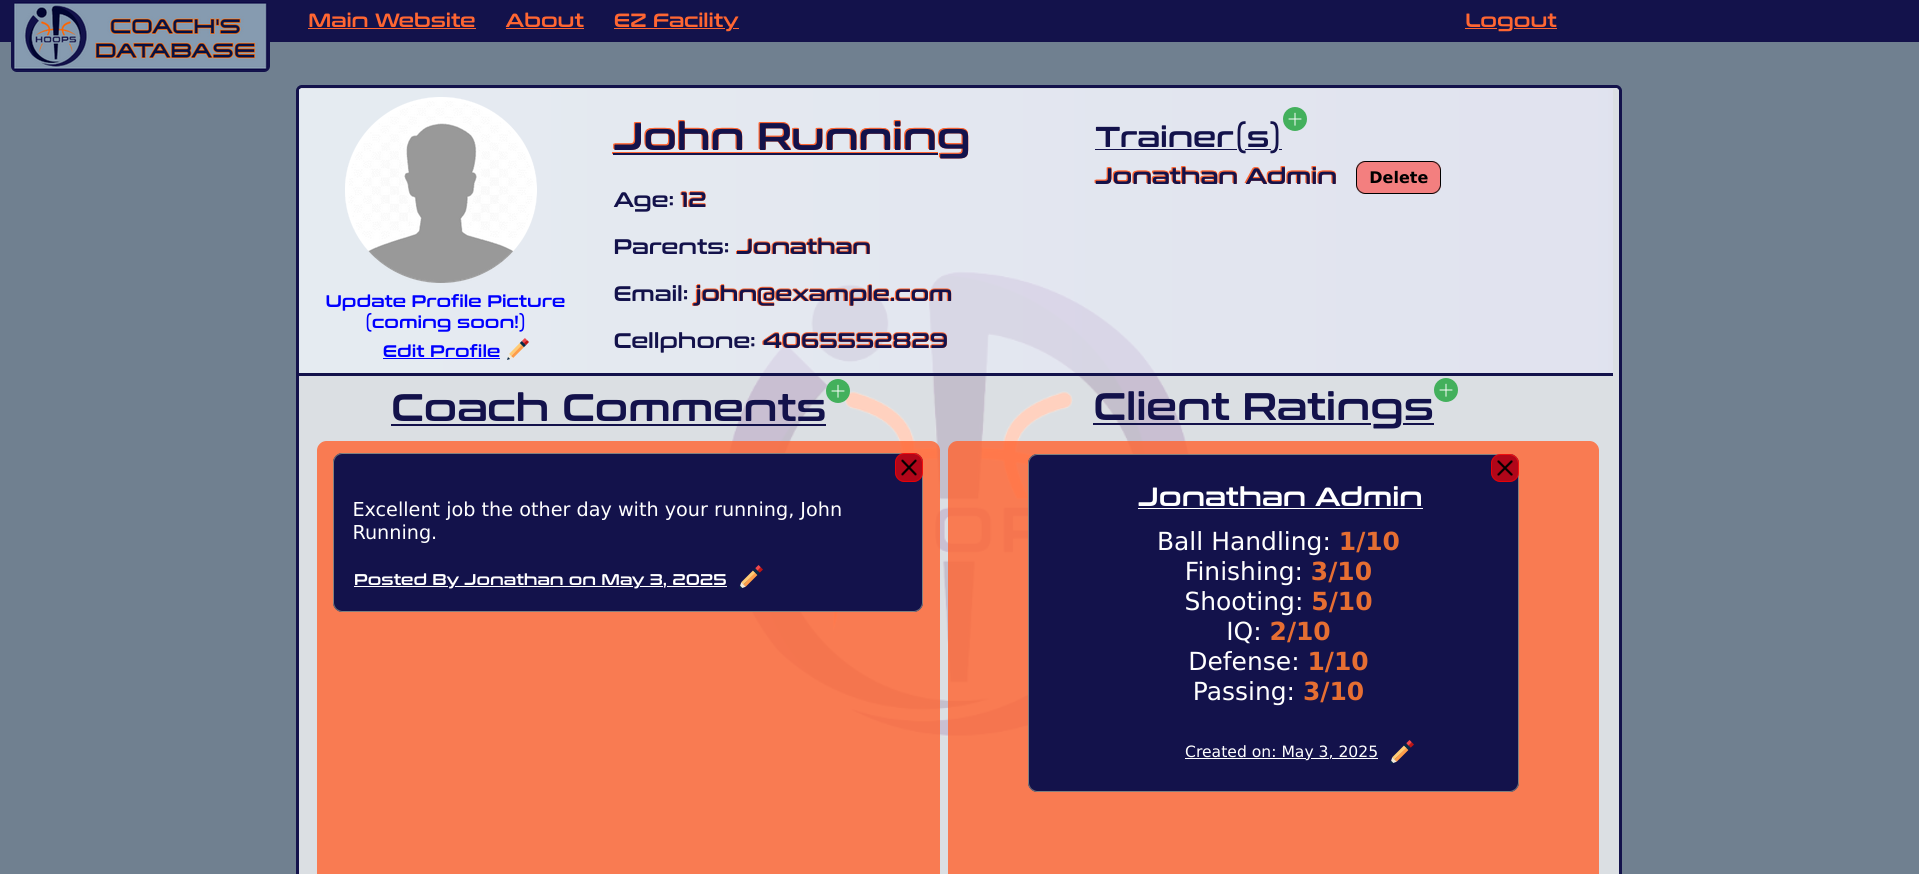 HOOPS
COACH'S
DATABASE
Main Website
About
EZ Facility
Logout
Update Profile Picture
(coming soon!)
Edit Profile
John Running
Age: 12
Parents: Jonathan
Email: john@example.com
Cellphone: 4065552829
Trainer(s)
Jonathan Admin
Delete
Coach Comments
Excellent job the other day with your running, John
Running.
Posted By Jonathan on May 3, 2025
Client Ratings
Jonathan Admin
Ball Handling: 1/10
Finishing: 3/10
Shooting: 5/10
IQ: 2/10
Defense: 1/10
Passing: 3/10
Created on: May 3, 2025